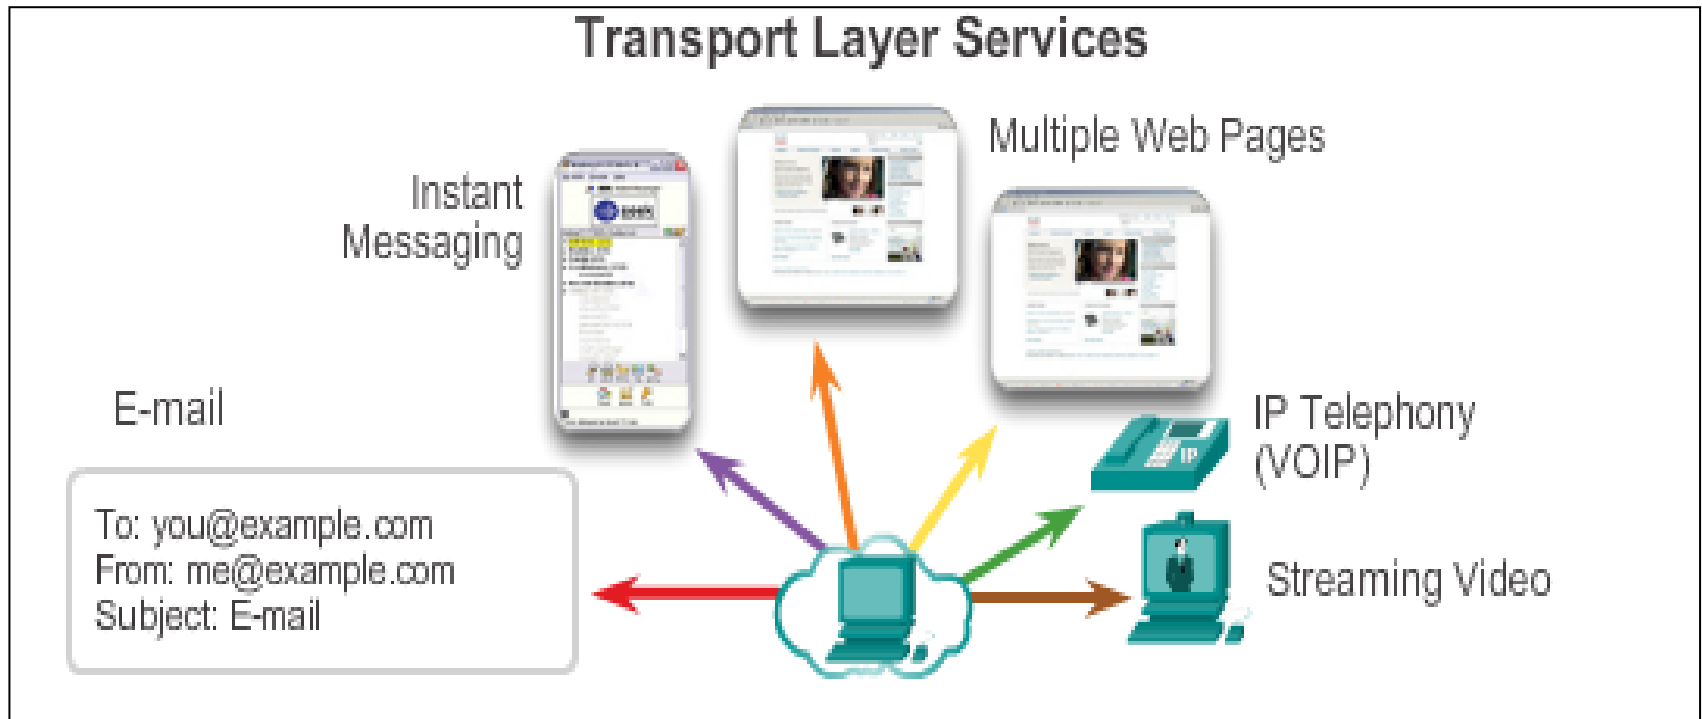 Transport Layer Services
Multiple Web Pages
Instant
Messaging
E-mail
IP Telephony
(VOIP)
IP
To: you@example.com
From: me@example.com
Subject: E-mail
Streaming Video